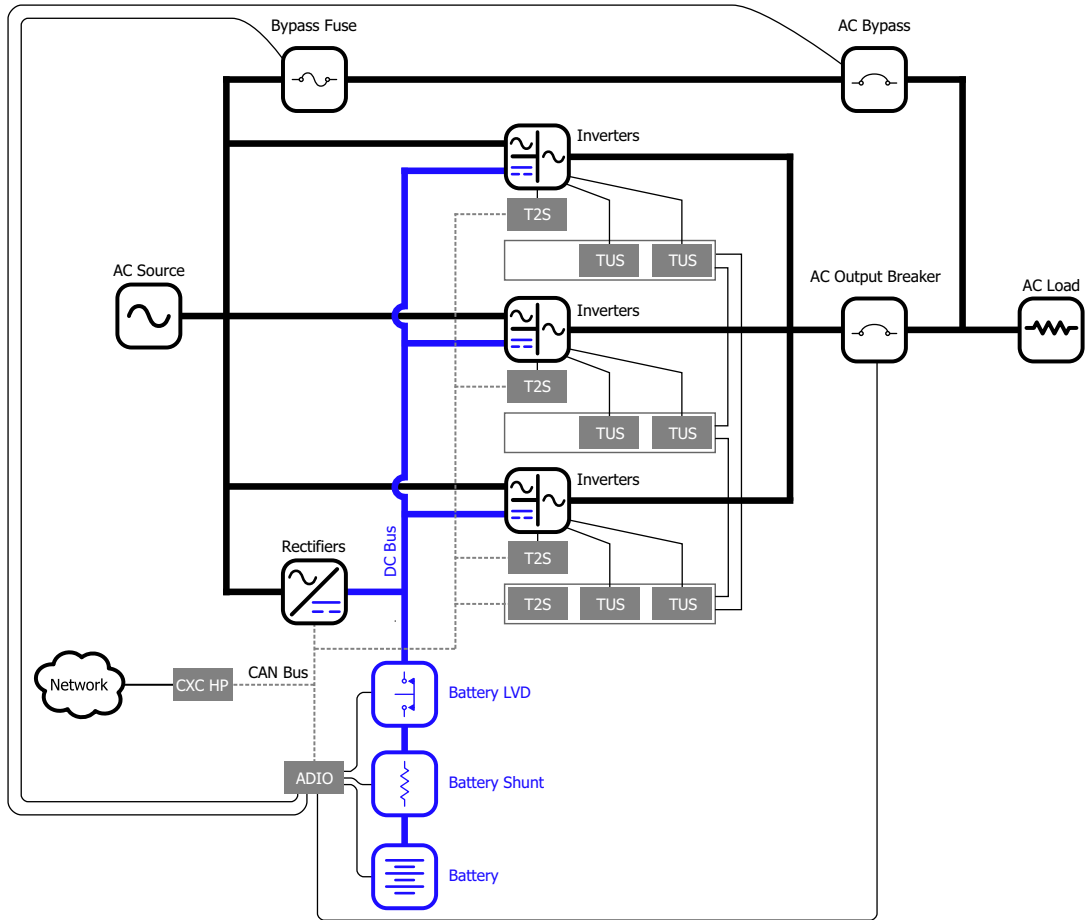 Bypass Fuse
AC Bypass
Inverters
T2S
TUS
TUS
AC Source
AC Output Breaker
AC Load
Inverters
T2S
TUS
TUS
Inverters
DC Bus
Rectifiers
T2S
T2S
TUS
TUS
CAN Bus
Network
CXC HP
Battery LVD
ADIO
Battery Shunt
Battery